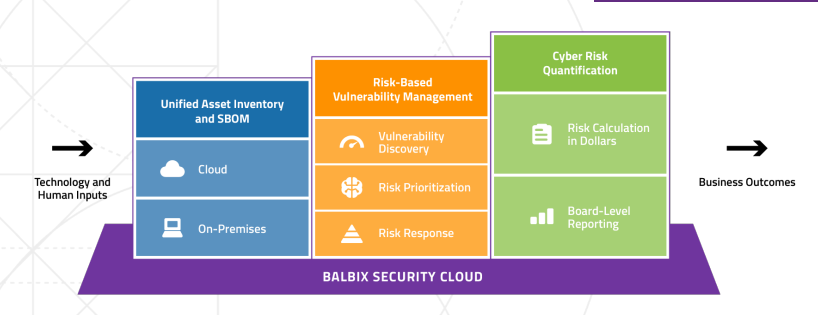 Technology and
Human Inputs
Unified Asset Inventory
and SBOM
Cloud
On-Premises
Risk-Based
Vulnerability Management
Vulnerability
Discovery
Risk Prioritization
Risk Response
Cyber Risk
Quantification
Risk Calculation
in Dollars
Board-Level
Reporting
Business Outcomes
BALBIX SECURITY CLOUD